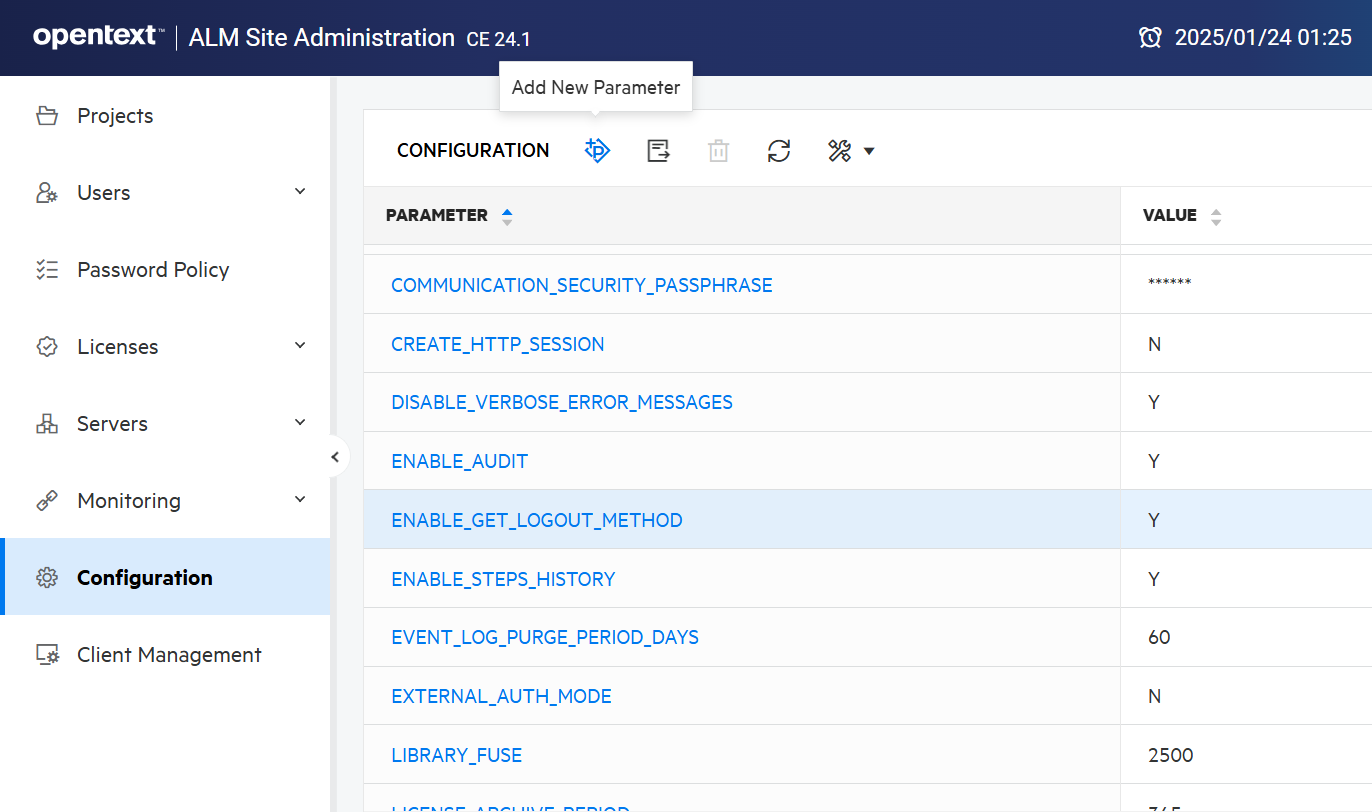 opentext™ | ALM Site Administration CE 24.1
2025/01/24 01:25
Add New Parameter
Projects
Users
Password Policy
Licenses
Servers
Monitoring
Configuration
Client Management
CONFIGURATION
PARAMETER VALUE
COMMUNICATION_SECURITY_PASSPHRASE ******
CREATE_HTTP_SESSION N
DISABLE_VERBOSE_ERROR_MESSAGES Y
ENABLE_AUDIT Y
ENABLE_GET_LOGOUT_METHOD Y
ENABLE_STEPS_HISTORY Y
EVENT_LOG_PURGE_PERIOD_DAYS 60
EXTERNAL_AUTH_MODE N
LIBRARY_FUSE 2500
LICENSE_ARCHIVE_PERIOD 365